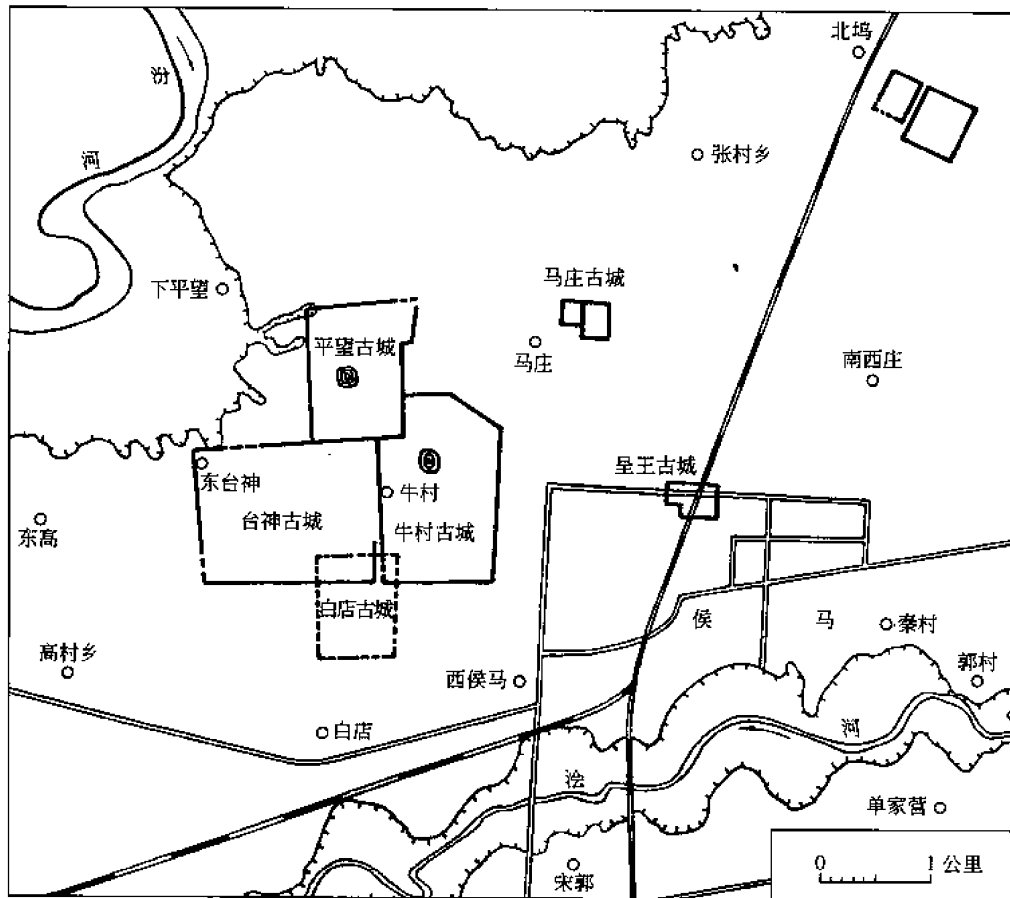 北坞
汾
河
张村乡
下平望
马庄古城
平望古城
马庄
南西庄
呈王古城
东台神
牛村
台神古城
牛村古城
东高
白店古城
侯马
秦村
高村乡
西侯马
郭村
白店
浍
河
单家营
0
1 公里
宋郭